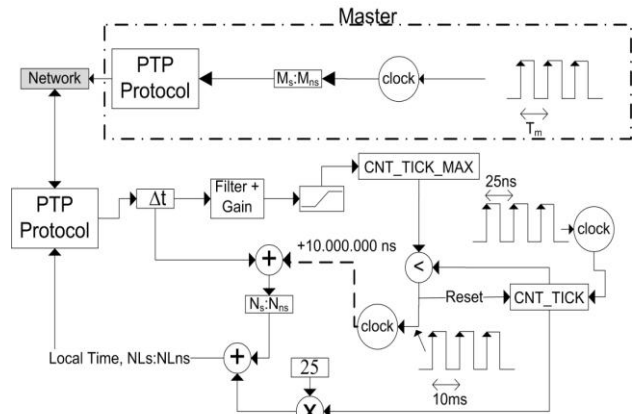 Master
Network
PTP
Protocol
Ms:Mns
clock
Tm
PTP
Protocol
Δt
Filter +
Gain
CNT_TICK_MAX
25ns
clock
+10.000.000 ns
+
<
Ns:Nns
clock
Reset
CNT_TICK
Local Time, NLs:NLns
+
25
10ms
X